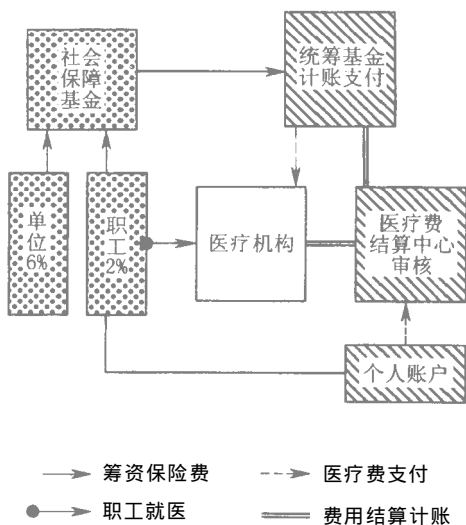 社会
保障
基金
统筹基金
计账支付
单
位
6%
职
工
2%
医疗机构
医疗费
结算中心
审核
个人账户
筹资保险费
医疗费支付
职工就医
费用结算计账